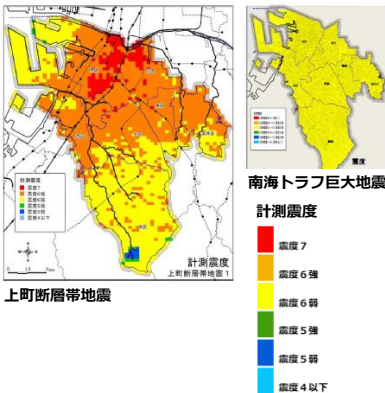 計測震度
震度7
震度6強
震度6弱
震度5強
震度5弱
震度4以下
計測震度
上町断層帯地震1
上町断層帯地震
震度
南海トラフ巨大地震
計測震度
震度7
震度6強
震度6弱
震度5強
震度5弱
震度4以下